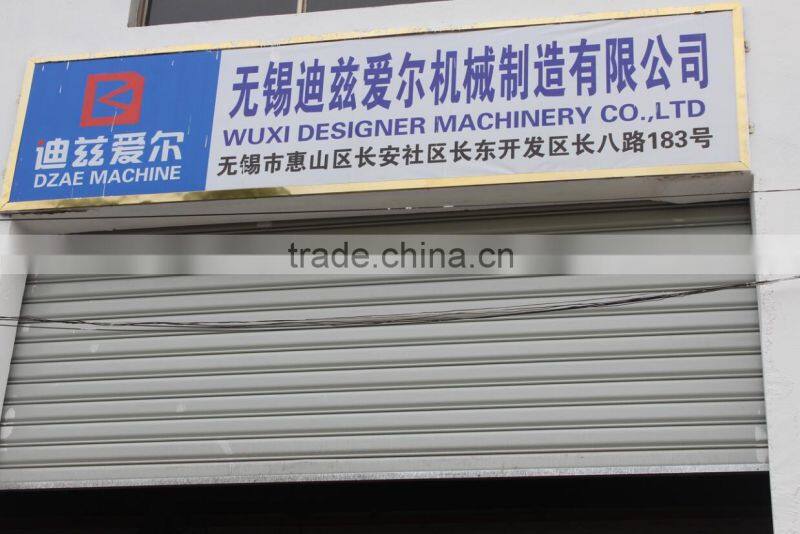 迪兹爱尔
DZAE MACHINE
无锡迪兹爱尔机械制造有限公司
WUXI DESIGNER MACHINERY CO.,LTD
无锡市惠山区长安社区长东开发区长八路183号
trade.china.cn